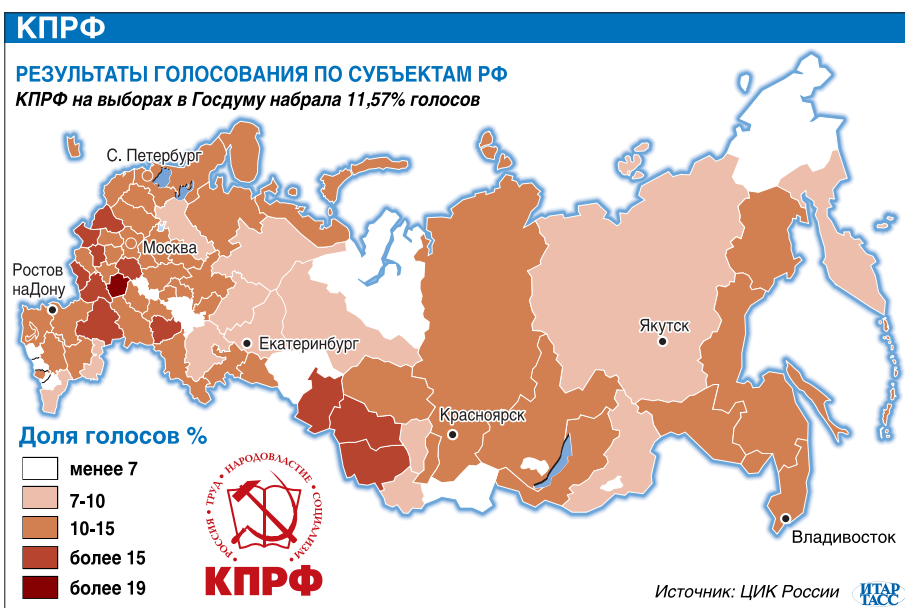 КПРФ
РЕЗУЛЬТАТЫ ГОЛОСОВАНИЯ ПО СУБЪЕКТАМ РФ
КПРФ на выборах в Госдуму набрала 11,57% голосов
С. Петербург
Москва
Ростов
наДону
Екатеринбург
Якутск
Красноярск
Владивосток
Доля голосов %
менее 7
7-10
10-15
более 15
более 19
РОССИЯ • ТРУД • НАРОДОВЛАСТИЕ • СОЦИАЛИЗМ
КПРФ
Источник: ЦИК России
ИТАР
ТАСС